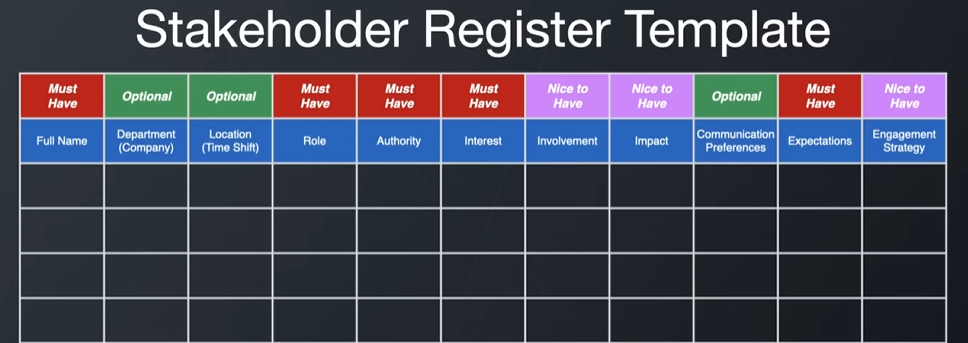 Stakeholder Register Template
Must Have
Optional
Optional
Must Have
Must Have
Must Have
Nice to Have
Nice to Have
Optional
Must Have
Nice to Have
Full Name
Department (Company)
Location (Time Shift)
Role
Authority
Interest
Involvement
Impact
Communication Preferences
Expectations
Engagement Strategy